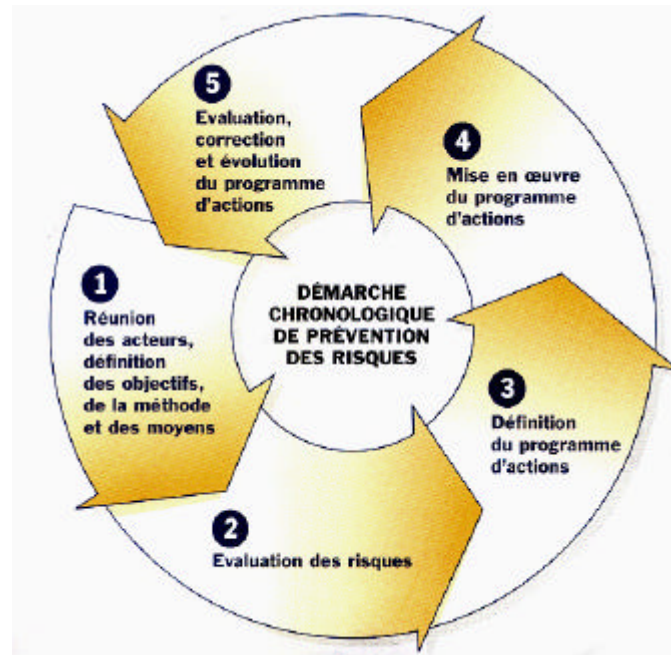 DÉMARCHE
CHRONOLOGIQUE
DE PRÉVENTION
DES RISQUES
1
Réunion
des acteurs,
définition
des objectifs,
de la méthode
et des moyens
2
Evaluation des risques
3
Définition
du programme
d'actions
4
Mise en œuvre
du programme
d'actions
5
Evaluation,
correction
et évolution
du programme
d'actions